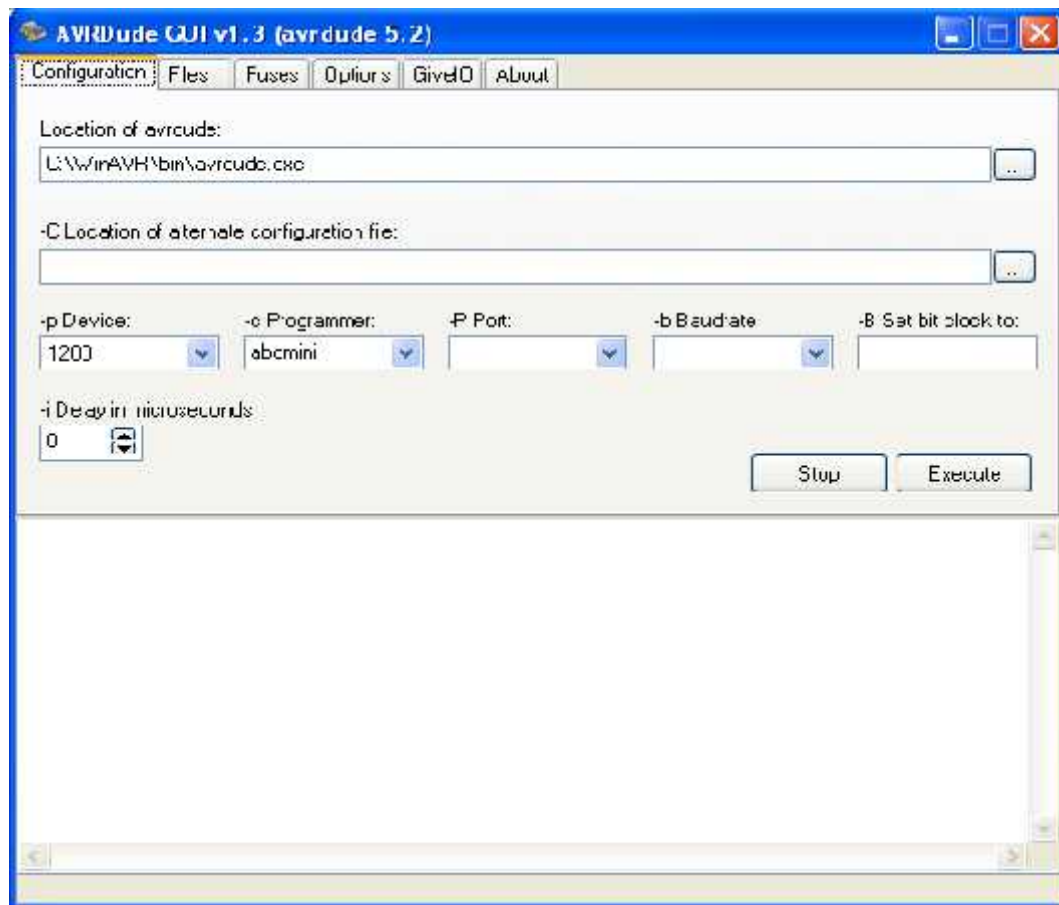 AVRDude GUI v1.3 (avrdude 5.2)
Configuration Files Fuses Options GiveIO About
Location of avrdude:
C:\WinAVR\bin\avrdude.exe
..
-C Location of alternate configuration file:
..
-p Device: -c Programmer: -P Port: -b Baudrate -B Set bit clock to:
1200 abcmini
-i Delay in microseconds
0
Stop Execute